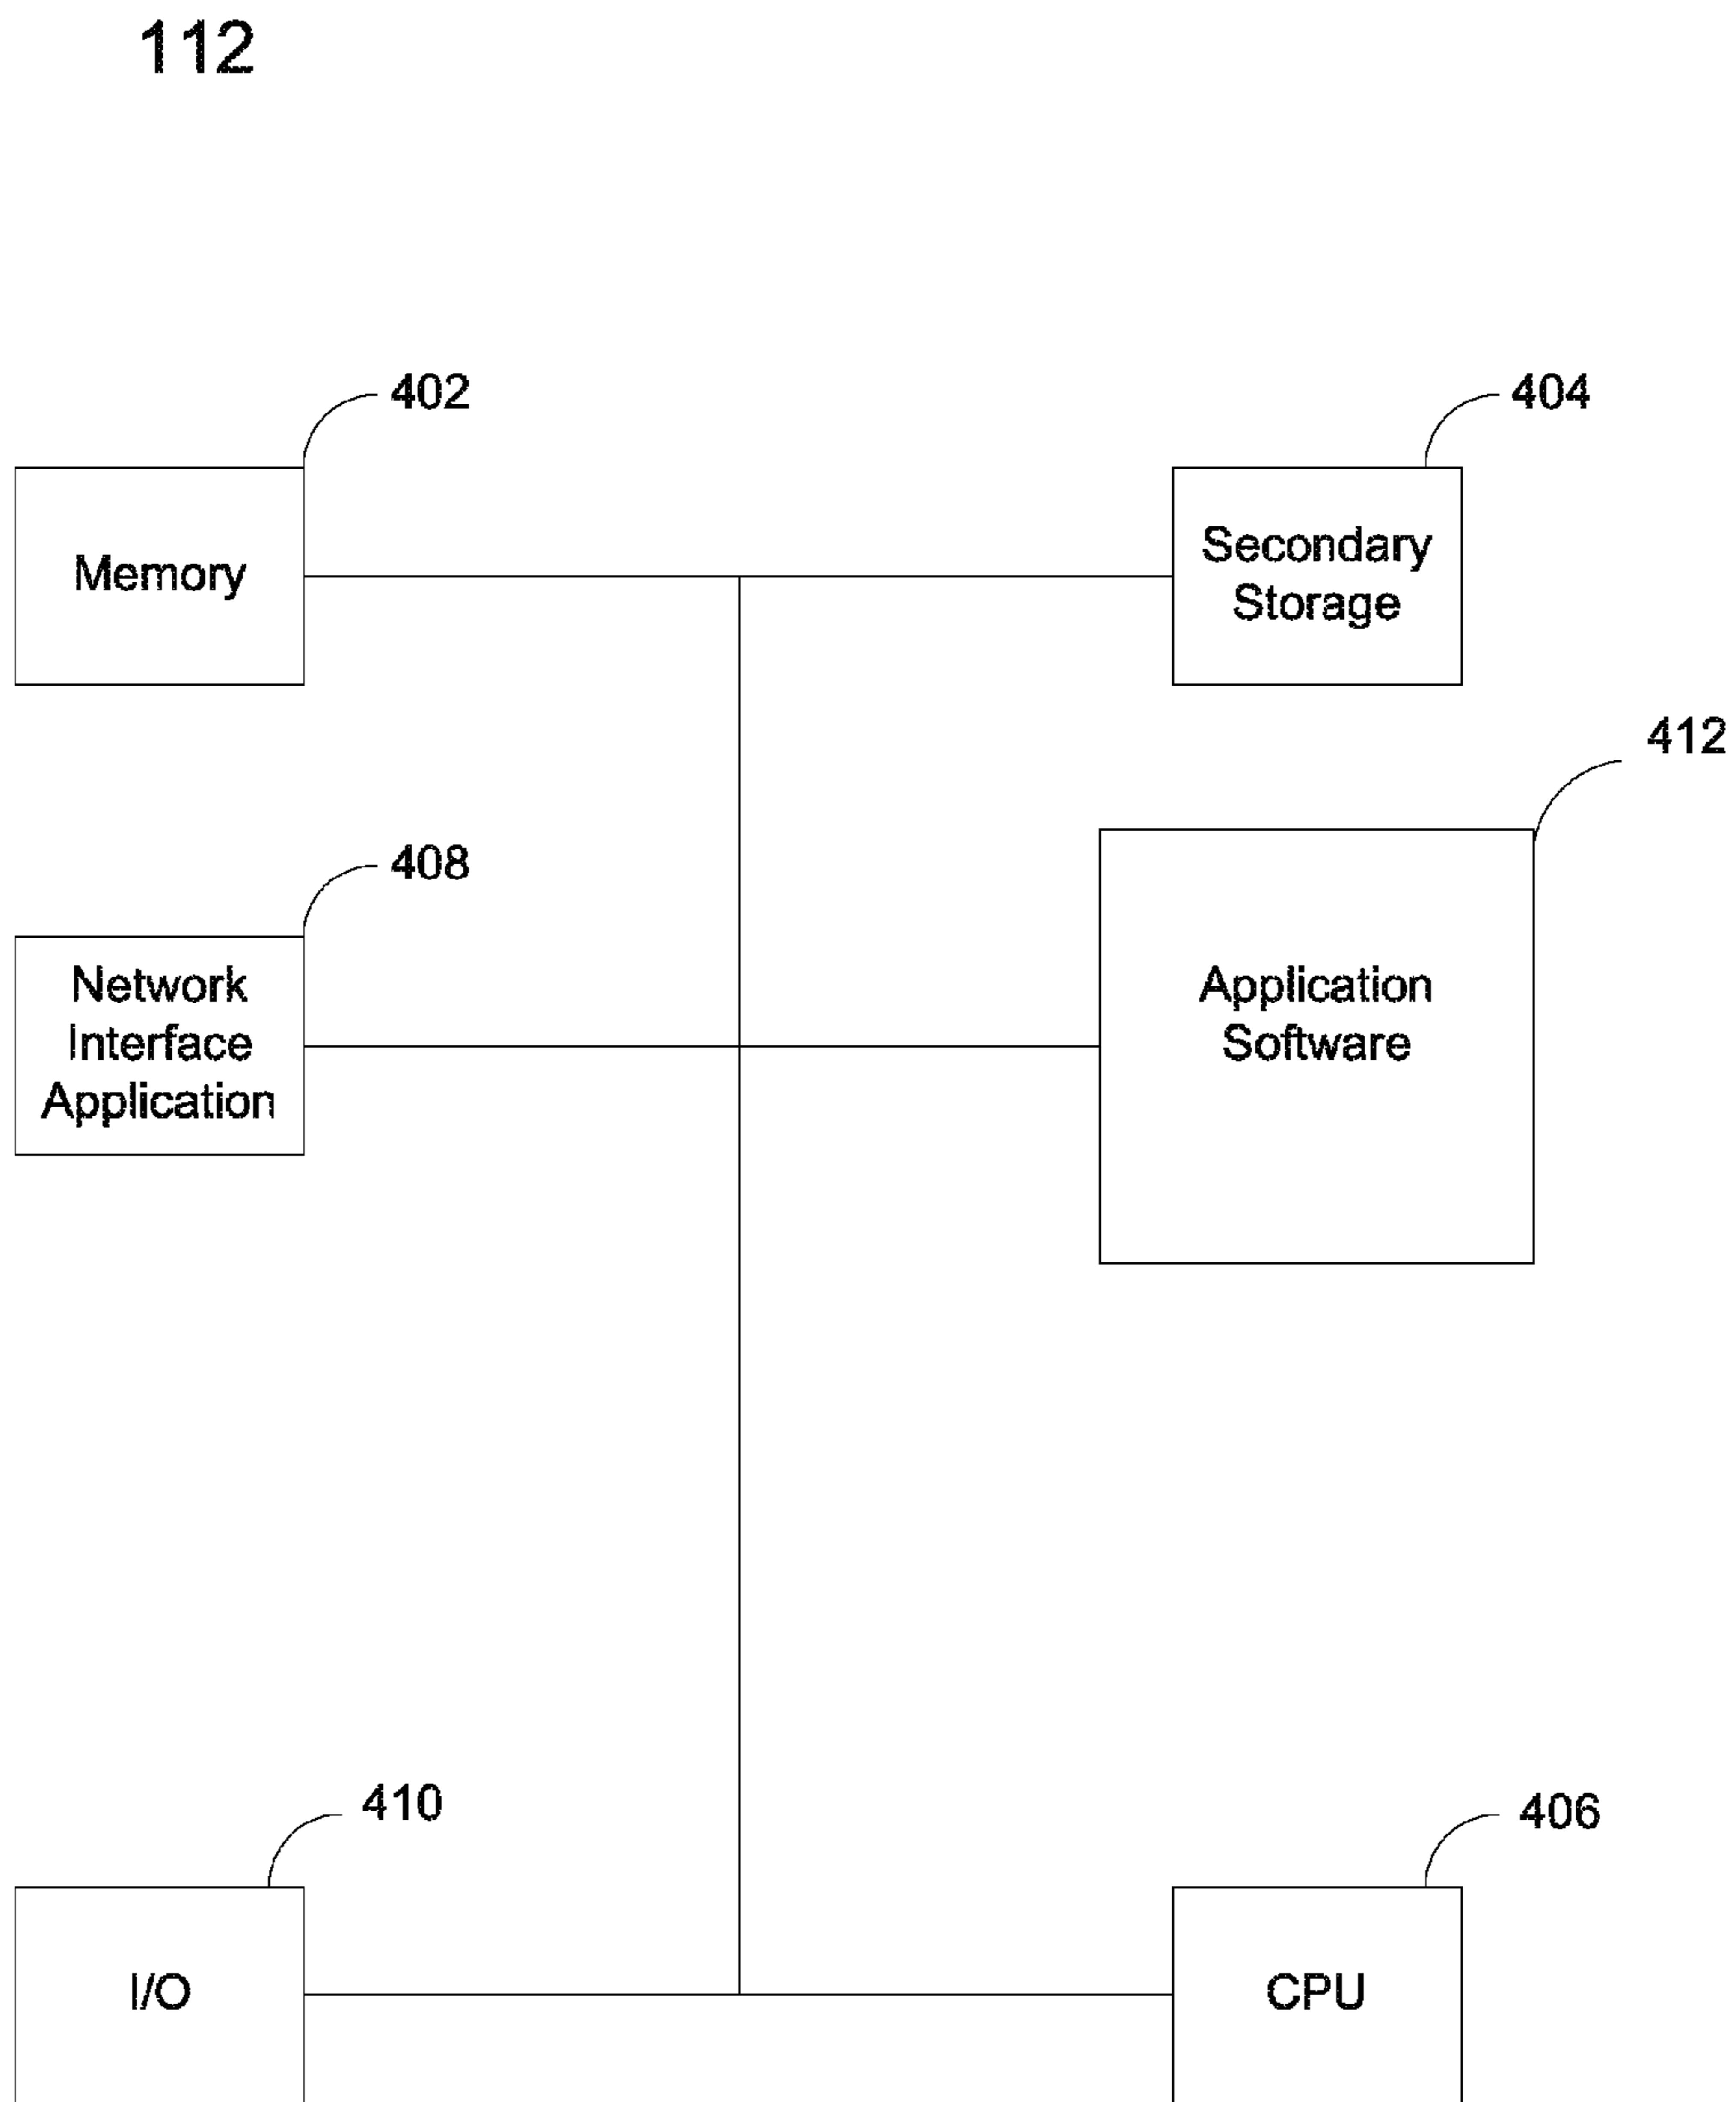 112
402
404
Memory
Secondary
Storage
412
408
Network
Interface
Application
Application
Software
410
406
I/O
CPU